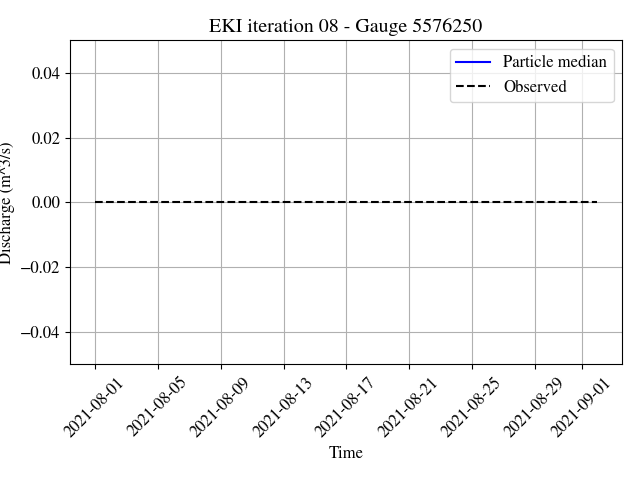 EKI iteration 08 - Gauge 5576250
Particle median
Observed
Discharge (m^3/s)
0.04
0.02
0.00
−0.02
−0.04
2021-08-01
2021-08-05
2021-08-09
2021-08-13
2021-08-17
2021-08-21
2021-08-25
2021-08-29
2021-09-01
Time